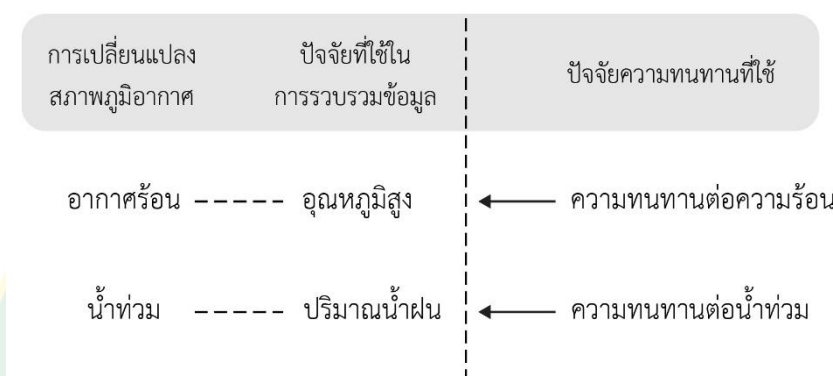 การเปลี่ยนแปลง
สภาพภูมิอากาศ
ปัจจัยที่ใช้ใน
การรวบรวมข้อมูล
ปัจจัยความทนทานที่ใช้
อากาศร้อน
อุณหภูมิสูง
ความทนทานต่อความร้อน
น้ำท่วม
ปริมาณน้ำฝน
ความทนทานต่อน้ำท่วม